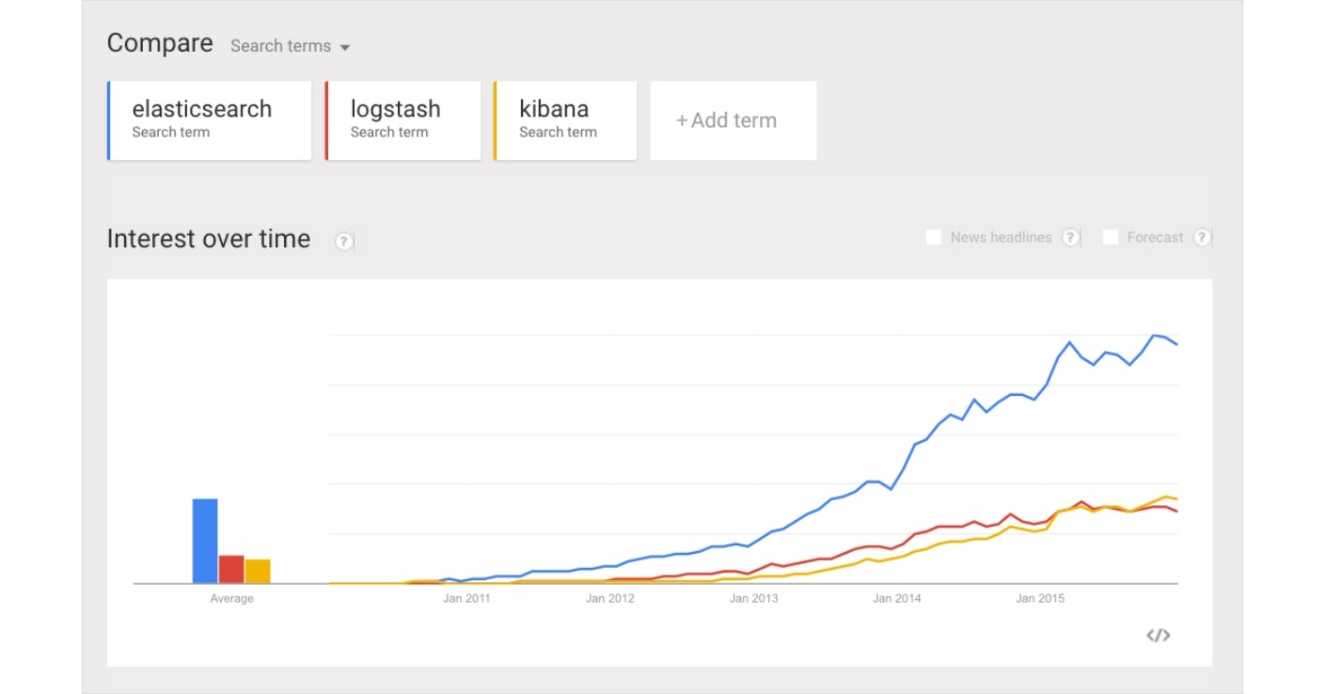 Compare Search terms
elasticsearch logstash kibana +Add term
Search term Search term Search term
Interest over time ? News headlines ? Forecast ?
Average Jan 2011 Jan 2012 Jan 2013 Jan 2014 Jan 2015
</>